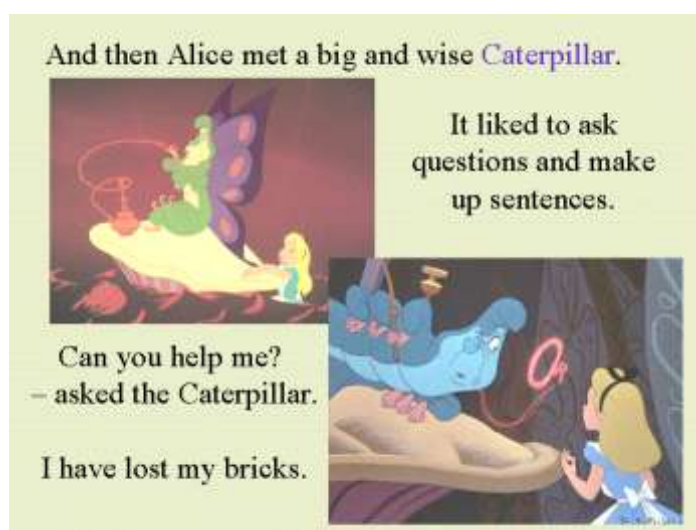 And then Alice met a big and wise Caterpillar.
It liked to ask
questions and make
up sentences.
Can you help me?
– asked the Caterpillar.
I have lost my bricks.